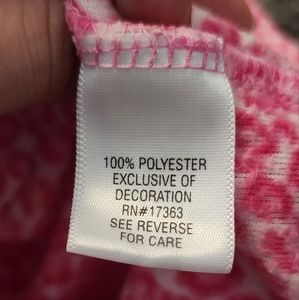 100% POLYESTER
EXCLUSIVE OF
DECORATION
RN#17363
SEE REVERSE
FOR CARE